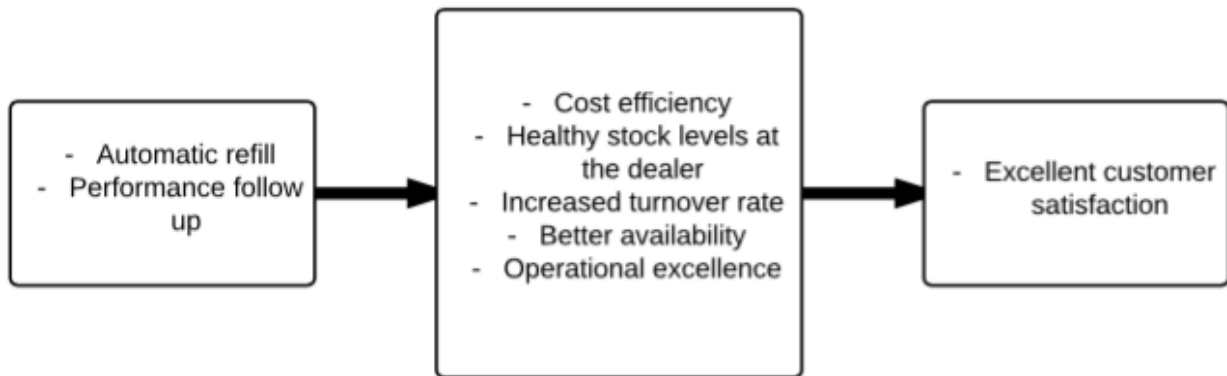 - Automatic refill
- Performance follow
up
- Cost efficiency
- Healthy stock levels at
the dealer
- Increased turnover rate
- Better availability
- Operational excellence
- Excellent customer
satisfaction